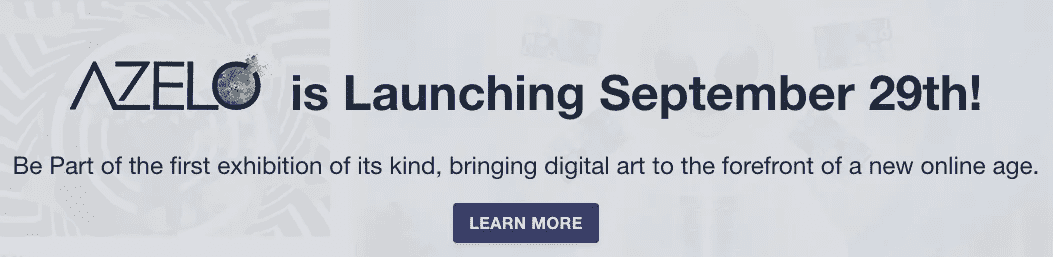 AZELO is Launching September 29th!
Be Part of the first exhibition of its kind, bringing digital art to the forefront of a new online age.
LEARN MORE